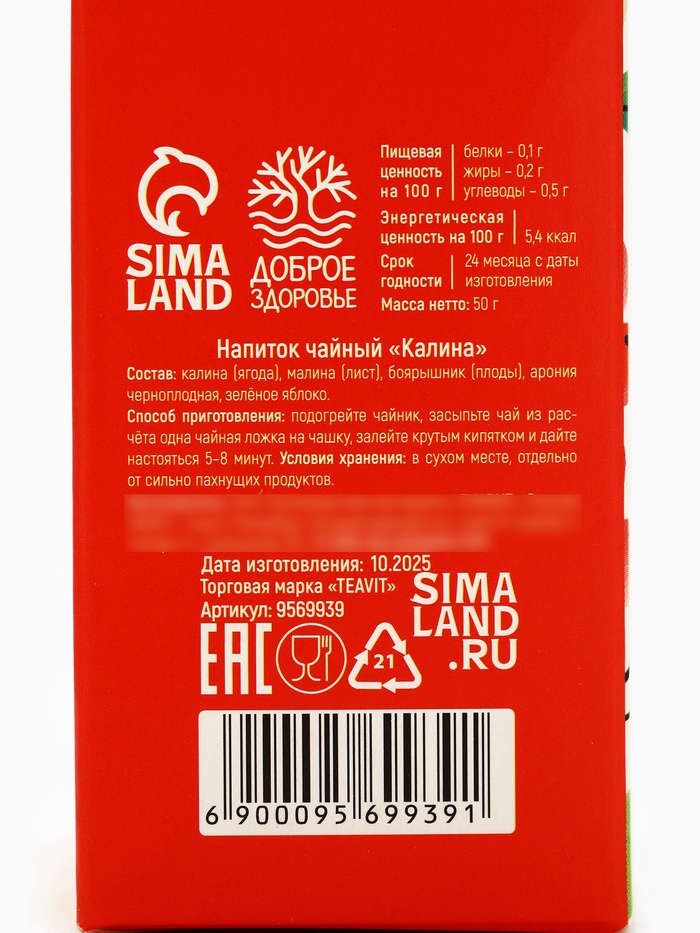 SIMA
LAND
ДОБРОЕ
ЗДОРОВЬЕ
Пищевая
ценность
на 100 г
белки – 0,1 г
жиры – 0,2 г
углеводы – 0,5 г
Энергетическая
ценность на 100 г
5,4 ккал
Срок
годности
24 месяца с даты
изготовления
Масса нетто: 50 г
Напиток чайный «Калина»
Состав: калина (ягода), малина (лист), боярышник (плоды), арония
черноплодная, зелёное яблоко.
Способ приготовления: подогрейте чайник, засыпьте чай из рас-
чёта одна чайная ложка на чашку, залейте крутым кипятком и дайте
настояться 5–8 минут. Условия хранения: в сухом месте, отдельно
от сильно пахнущих продуктов.
Дата изготовления: 10.2025
Торговая марка «TEAVIT»
Артикул: 9569939
SIMA
LAND
.RU
EAC
21
6 900095 699391